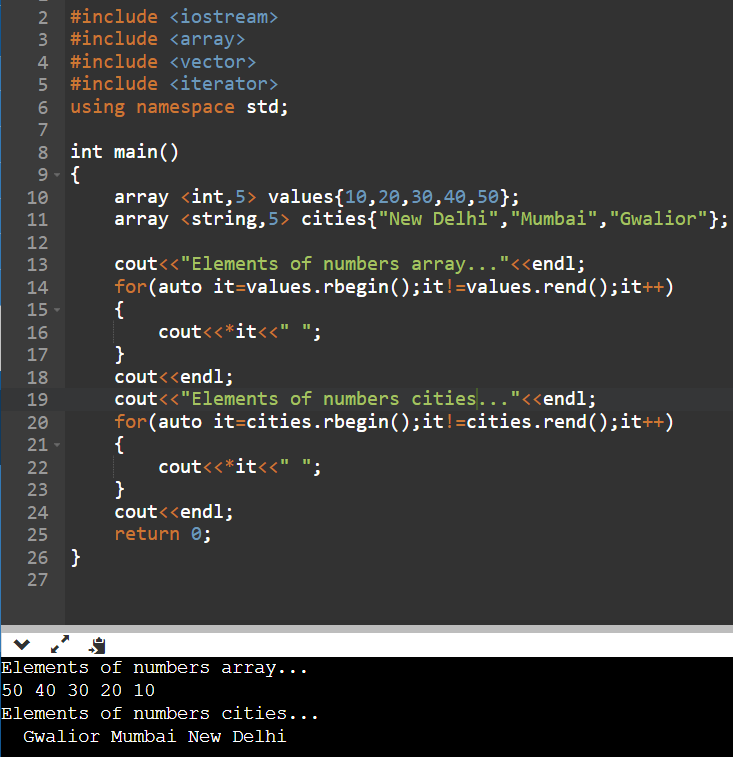 2 #include <iostream>
3 #include <array>
4 #include <vector>
5 #include <iterator>
6 using namespace std;
7
8 int main()
9 {
10     array <int,5> values{10,20,30,40,50};
11     array <string,5> cities{"New Delhi","Mumbai","Gwalior"};
12
13     cout<<"Elements of numbers array..."<<endl;
14     for(auto it=values.rbegin();it!=values.rend();it++)
15     {
16         cout<<*it<<" ";
17     }
18     cout<<endl;
19     cout<<"Elements of numbers cities..."<<endl;
20     for(auto it=cities.rbegin();it!=cities.rend();it++)
21     {
22         cout<<*it<<" ";
23     }
24     cout<<endl;
25     return 0;
26 }
27
Elements of numbers array...
50 40 30 20 10
Elements of numbers cities...
  Gwalior Mumbai New Delhi